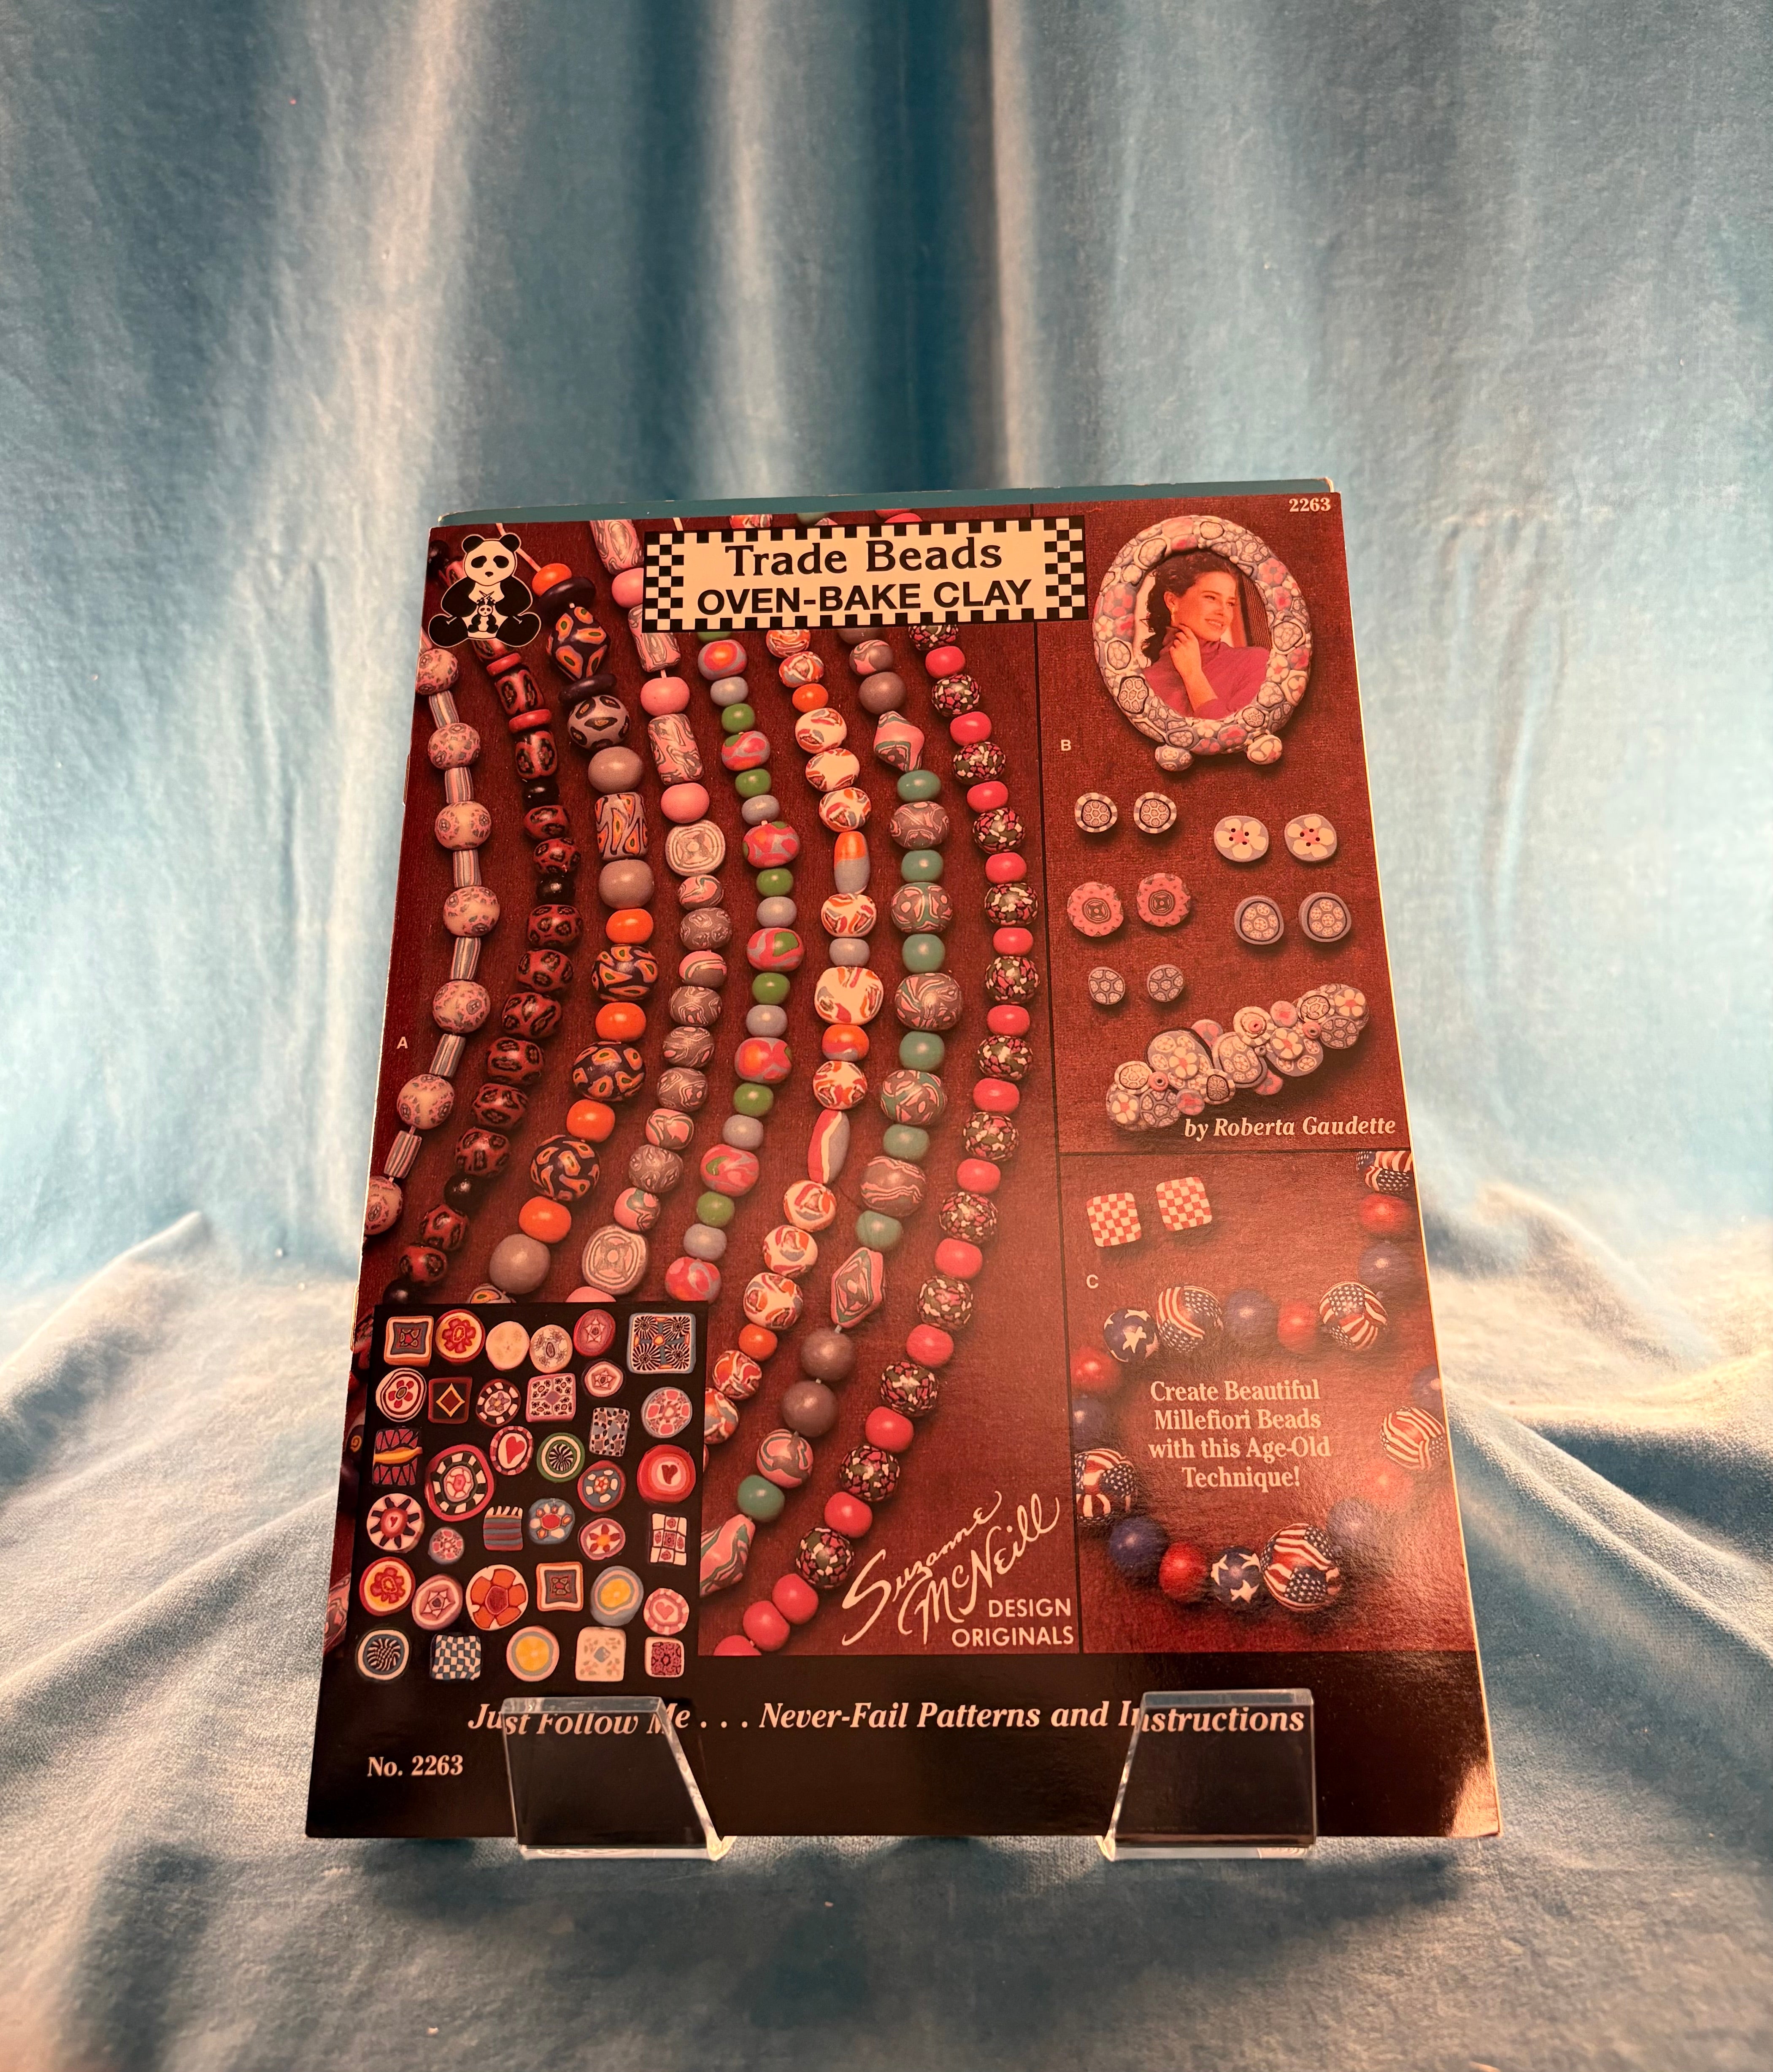 2263
Trade Beads
OVEN-BAKE CLAY
B
A
by Roberta Gaudette
C
Create Beautiful
Millefiori Beads
with this Age-Old
Technique!
Suzanne
McNeill
DESIGN
ORIGINALS
Just Follow Me . . . Never-Fail Patterns and Instructions
No. 2263